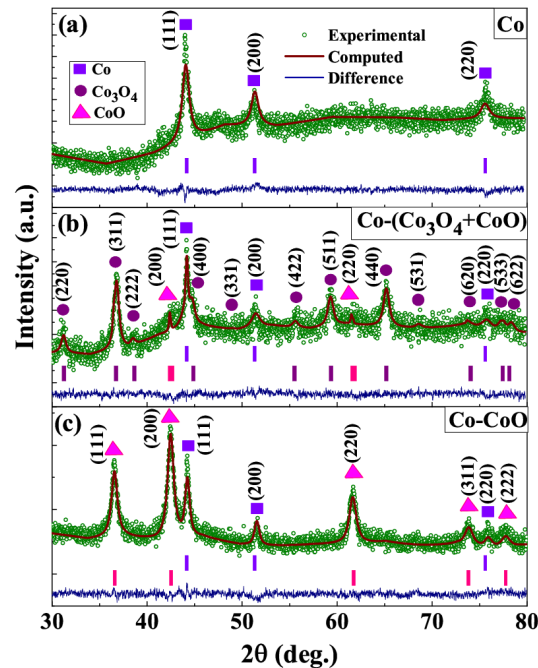 (a)
(111)
(200)
(220)
Experimental
Computed
Difference
Co
Co
Co₃O₄
CoO
(b)
Co-(Co₃O₄+CoO)
(220)
(311)
(222)
(200)
(111)
(400)
(331)
(200)
(422)
(511)
(220)
(440)
(531)
(620)
(220)
(533)
(622)
(c)
Co-CoO
(111)
(200)
(111)
(200)
(220)
(311)
(220)
(222)
Intensity (a.u.)
30 40 50 60 70 80
2θ (deg.)